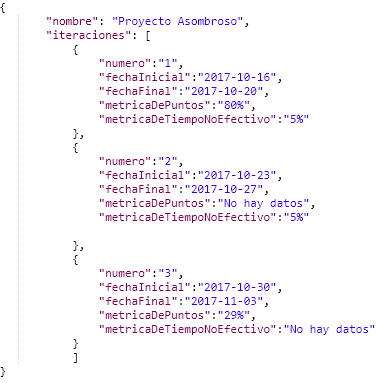 {
"nombre": "Proyecto Asombroso",
"iteraciones": [
{
"numero":"1",
"fechaInicial":"2017-10-16",
"fechaFinal":"2017-10-20",
"metricaDePuntos":"80%",
"metricaDeTiempoNoEfectivo":"5%"
},
{
"numero":"2",
"fechaInicial":"2017-10-23",
"fechaFinal":"2017-10-27",
"metricaDePuntos":"No hay datos",
"metricaDeTiempoNoEfectivo":"5%"
},
{
"numero":"3",
"fechaInicial":"2017-10-30",
"fechaFinal":"2017-11-03",
"metricaDePuntos":"29%",
"metricaDeTiempoNoEfectivo":"No hay datos"
}
]
}